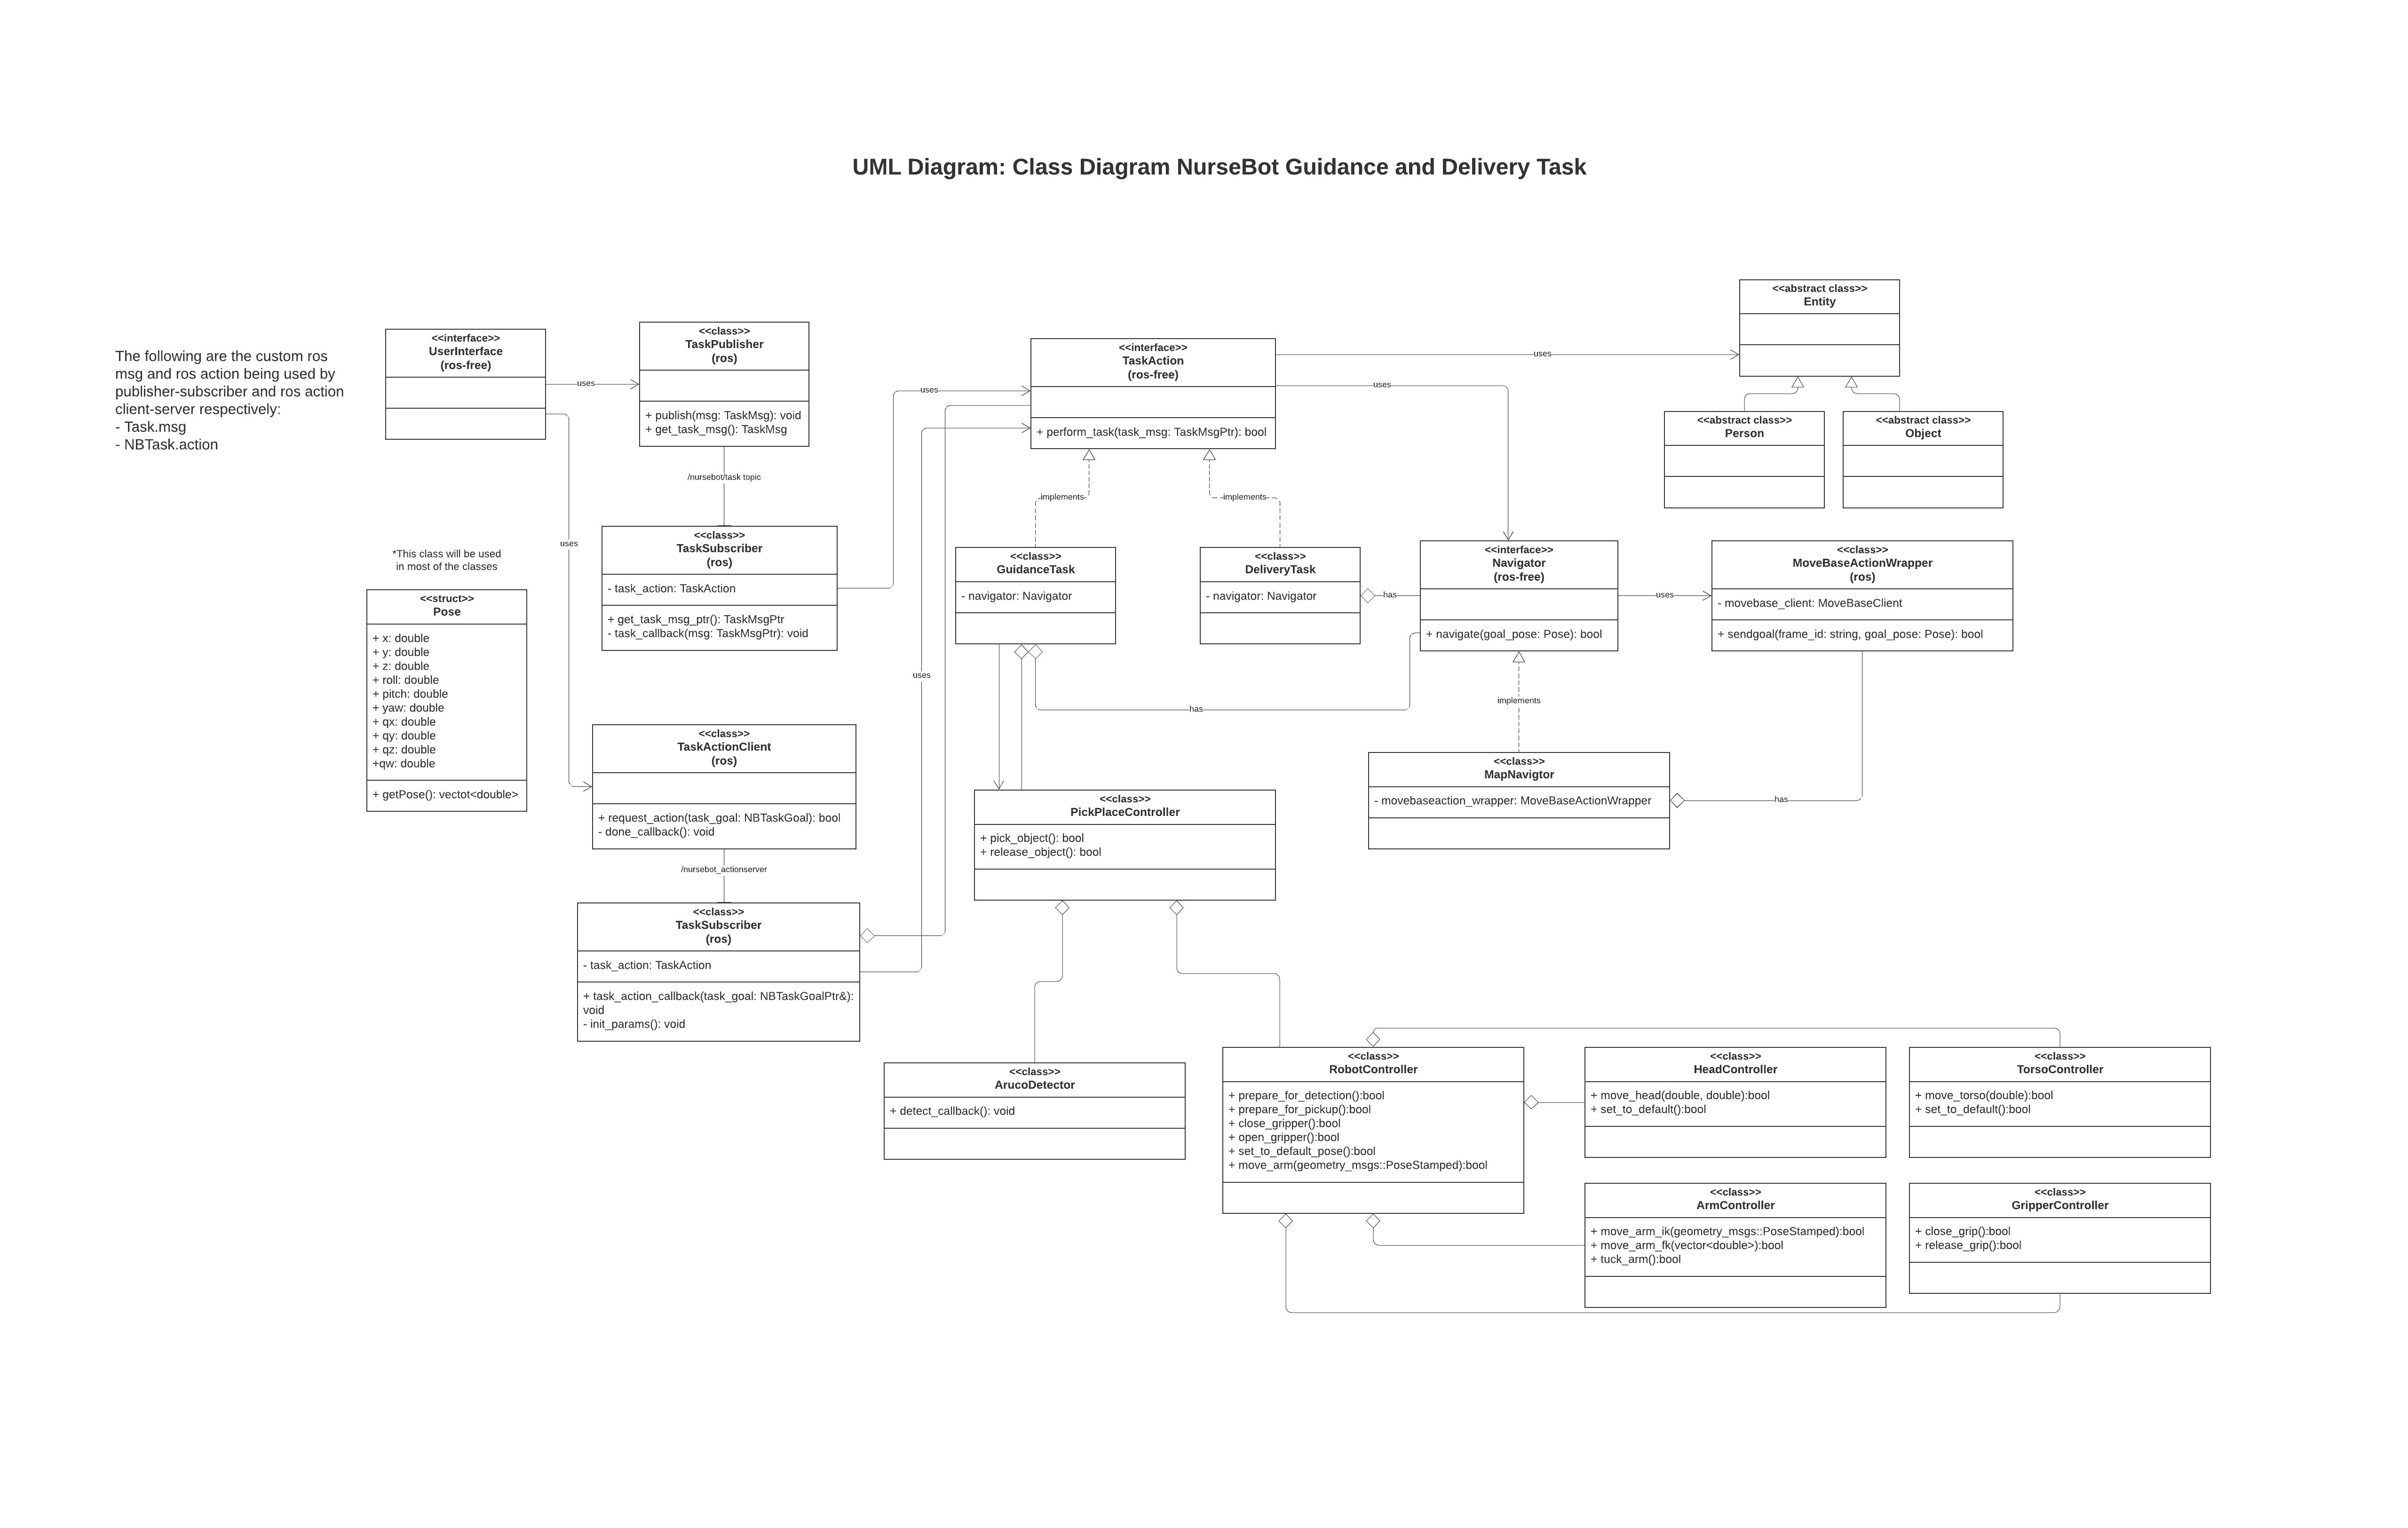 UML Diagram: Class Diagram NurseBot Guidance and Delivery Task
The following are the custom ros
msg and ros action being used by
publisher-subscriber and ros action
client-server respectively:
- Task.msg
- NBTask.action
<<interface>>
UserInterface
(ros-free)
uses
uses
<<class>>
TaskPublisher
(ros)
+ publish(msg: TaskMsg): void
+ get_task_msg(): TaskMsg
/nursebot/task topic
<<class>>
TaskSubscriber
(ros)
- task_action: TaskAction
+ get_task_msg_ptr(): TaskMsgPtr
- task_callback(msg: TaskMsgPtr): void
uses
*This class will be used
in most of the classes
<<struct>>
Pose
+ x: double
+ y: double
+ z: double
+ roll: double
+ pitch: double
+ yaw: double
+ qx: double
+ qy: double
+ qz: double
+qw: double
+ getPose(): vectot<double>
<<class>>
TaskActionClient
(ros)
+ request_action(task_goal: NBTaskGoal): bool
- done_callback(): void
/nursebot_actionserver
<<class>>
TaskSubscriber
(ros)
- task_action: TaskAction
+ task_action_callback(task_goal: NBTaskGoalPtr&):
void
- init_params(): void
uses
<<interface>>
TaskAction
(ros-free)
+ perform_task(task_msg: TaskMsgPtr): bool
uses
uses
implements
implements
<<abstract class>>
Entity
<<abstract class>>
Person
<<abstract class>>
Object
<<class>>
GuidanceTask
- navigator: Navigator
<<class>>
DeliveryTask
- navigator: Navigator
has
has
<<interface>>
Navigator
(ros-free)
+ navigate(goal_pose: Pose): bool
uses
<<class>>
MoveBaseActionWrapper
(ros)
- movebase_client: MoveBaseClient
+ sendgoal(frame_id: string, goal_pose: Pose): bool
implements
<<class>>
MapNavigtor
- movebaseaction_wrapper: MoveBaseActionWrapper
has
<<class>>
PickPlaceController
+ pick_object(): bool
+ release_object(): bool
<<class>>
ArucoDetector
+ detect_callback(): void
<<class>>
RobotController
+ prepare_for_detection():bool
+ prepare_for_pickup():bool
+ close_gripper():bool
+ open_gripper():bool
+ set_to_default_pose():bool
+ move_arm(geometry_msgs::PoseStamped):bool
<<class>>
HeadController
+ move_head(double, double):bool
+ set_to_default():bool
<<class>>
TorsoController
+ move_torso(double):bool
+ set_to_default():bool
<<class>>
ArmController
+ move_arm_ik(geometry_msgs::PoseStamped):bool
+ move_arm_fk(vector<double>):bool
+ tuck_arm():bool
<<class>>
GripperController
+ close_grip():bool
+ release_grip():bool